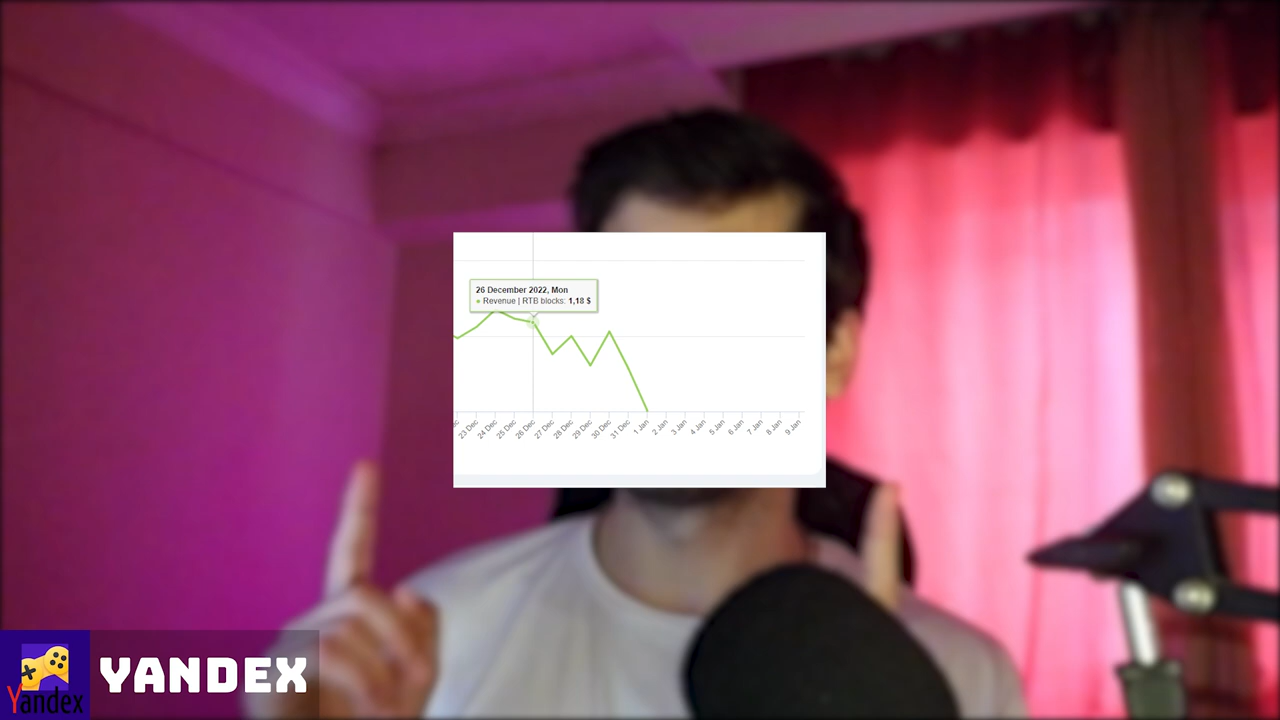 26 December 2022, Mon
● Revenue | RTB blocks: 1,18 $
23 Dec
24 Dec
25 Dec
26 Dec
27 Dec
28 Dec
29 Dec
30 Dec
31 Dec
1 Jan
2 Jan
3 Jan
4 Jan
5 Jan
6 Jan
7 Jan
8 Jan
9 Jan
Yandex
YANDEX